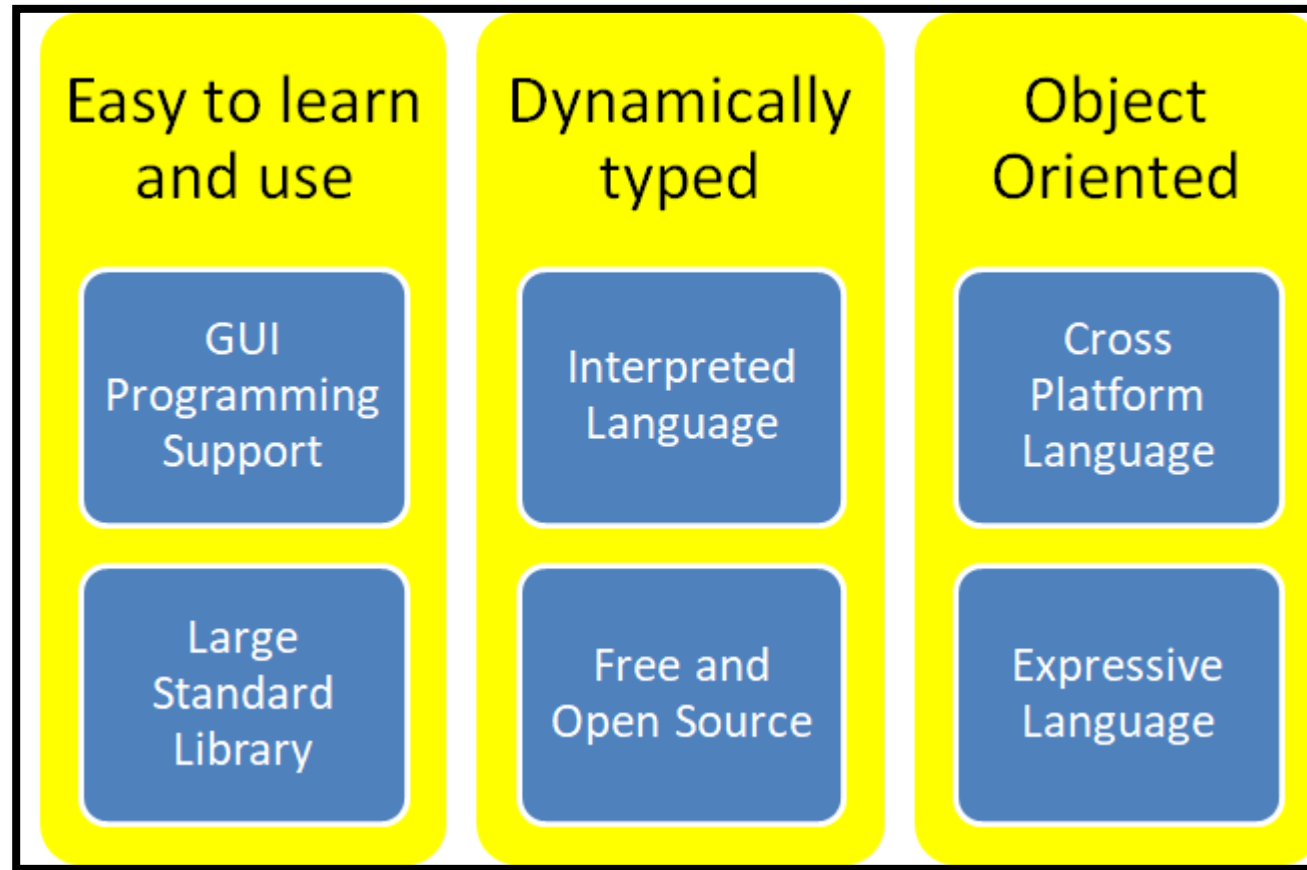 Easy to learn
and use
GUI
Programming
Support
Large
Standard
Library
Dynamically
typed
Interpreted
Language
Free and
Open Source
Object
Oriented
Cross
Platform
Language
Expressive
Language